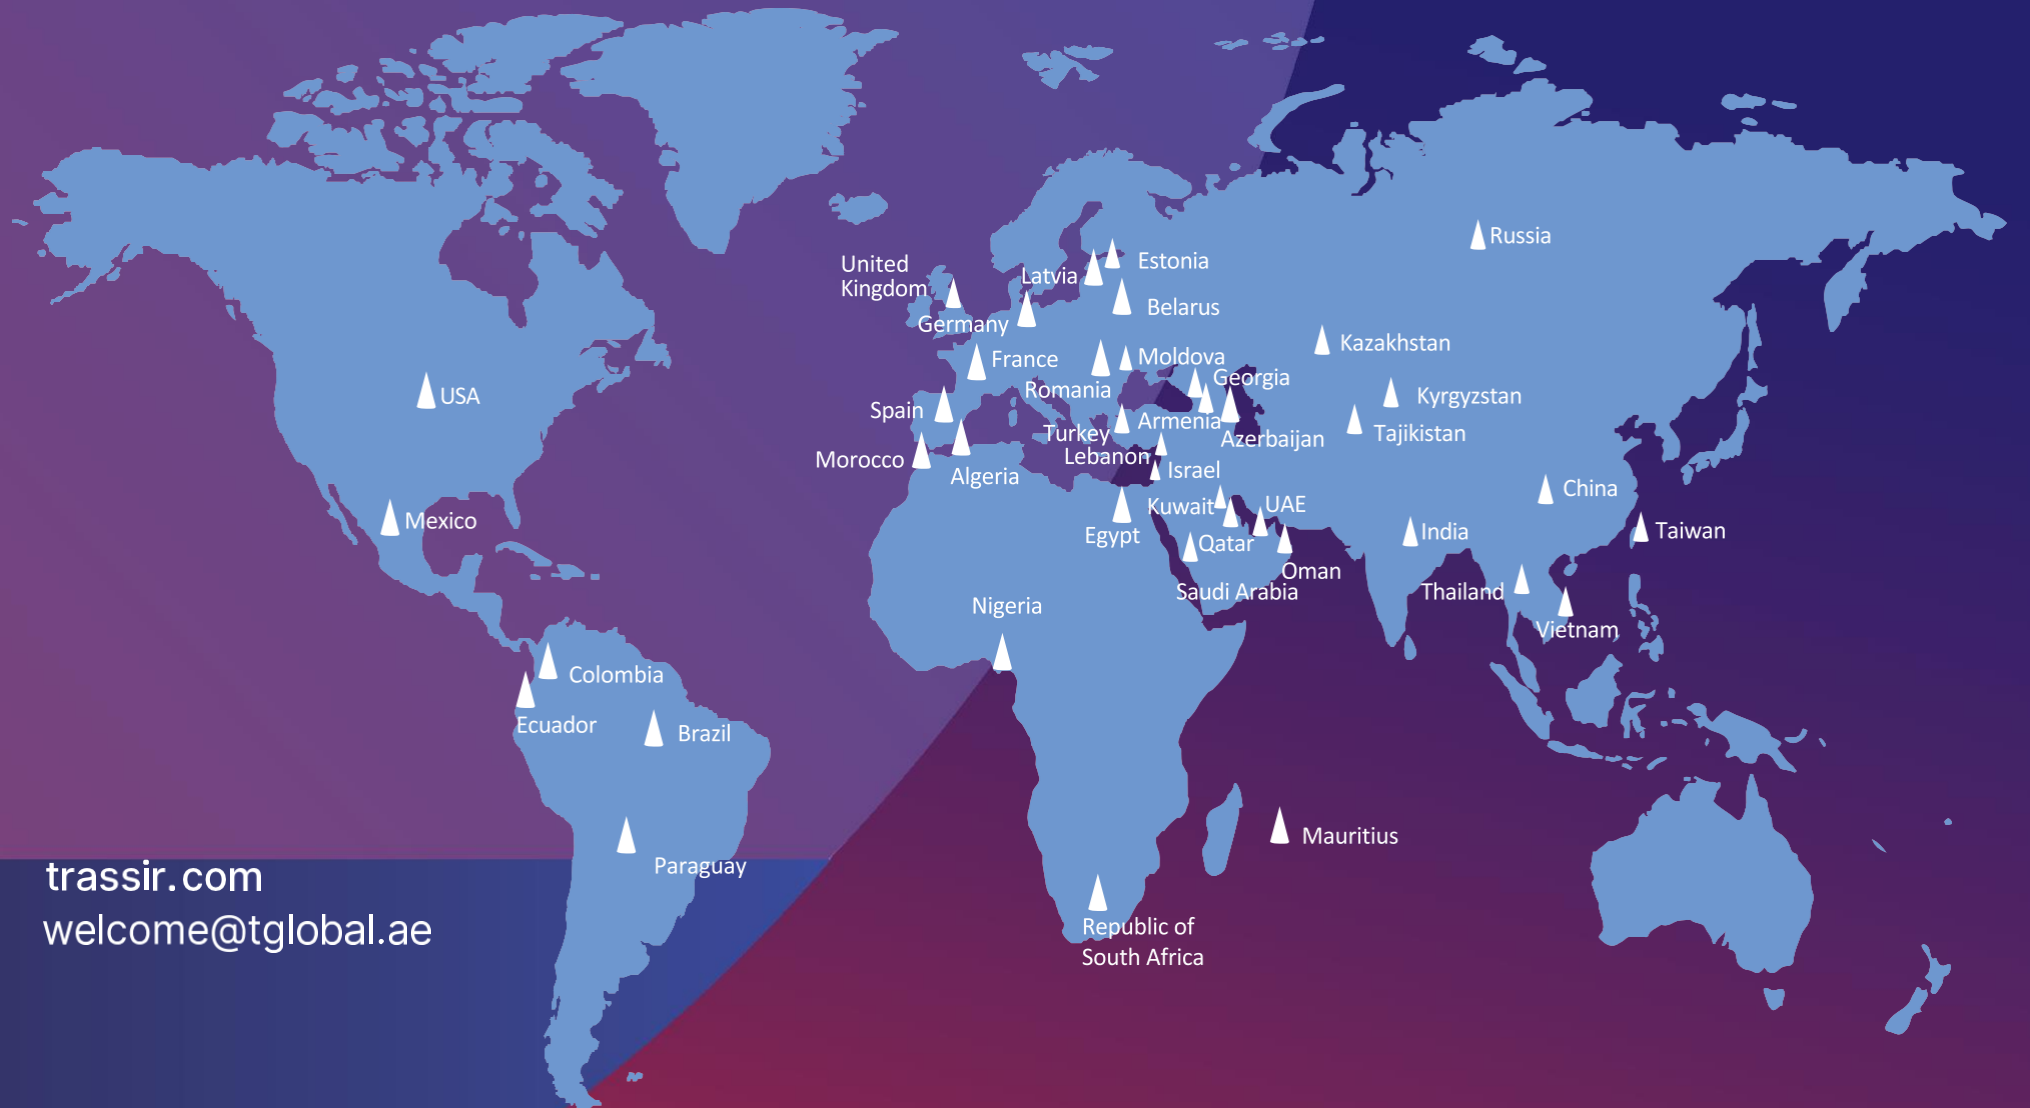 Russia
United
Kingdom
Latvia
Estonia
Belarus
Germany
Kazakhstan
France
Moldova
Romania
Georgia
USA
Kyrgyzstan
Spain
Armenia
Turkey
Azerbaijan
Tajikistan
Lebanon
Morocco
Israel
Algeria
China
Kuwait
UAE
Mexico
Egypt
Qatar
India
Taiwan
Oman
Saudi Arabia
Thailand
Nigeria
Vietnam
Colombia
Ecuador
Brazil
Mauritius
Paraguay
trassir.com
welcome@tglobal.ae
Republic of
South Africa